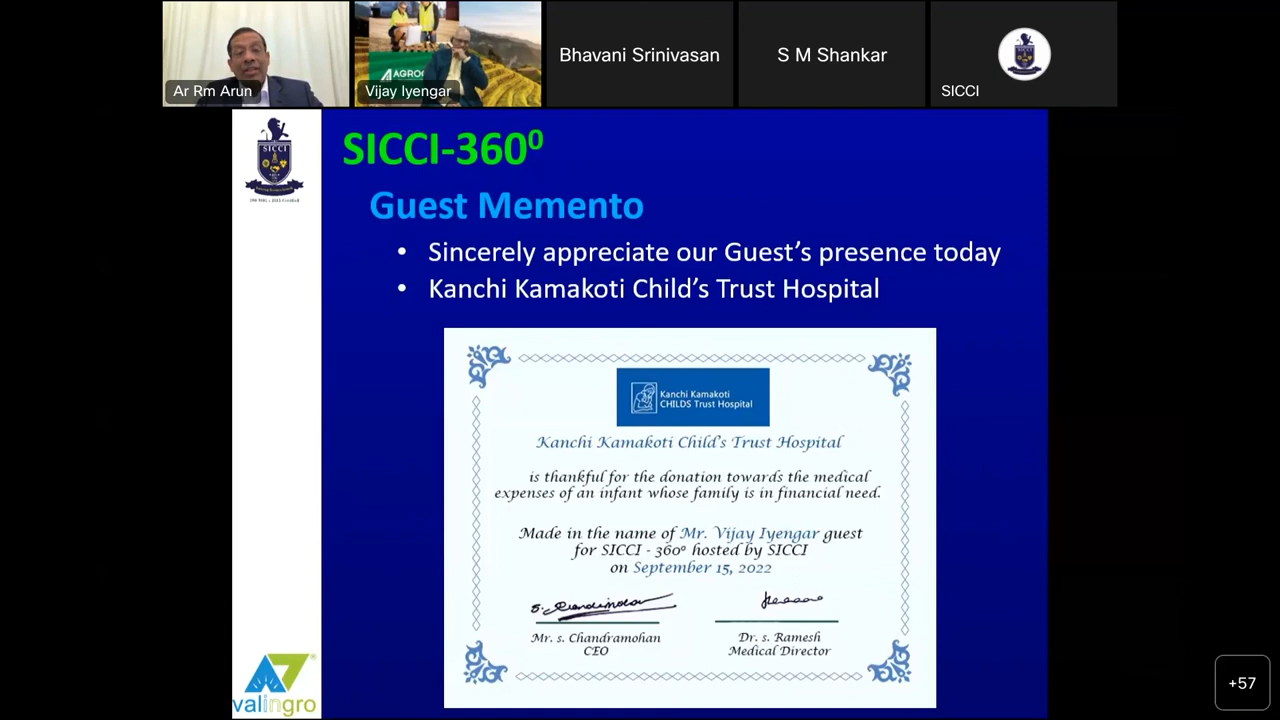 Ar Rm Arun
AGROC
Vijay Iyengar
Bhavani Srinivasan
S M Shankar
SICCI
SICCI
SICCI-360⁰
Guest Memento
• Sincerely appreciate our Guest's presence today
• Kanchi Kamakoti Child's Trust Hospital
Kanchi Kamakoti
CHILDS Trust Hospital
Kanchi Kamakoti Child's Trust Hospital
is thankful for the donation towards the medical
expenses of an infant whose family is in financial need.
Made in the name of Mr. Vijay Iyengar guest
for SICCI - 360⁰ hosted by SICCI
on September 15, 2022
Mr. S. Chandramohan
CEO
Dr. S. Ramesh
Medical Director
valingro
+57